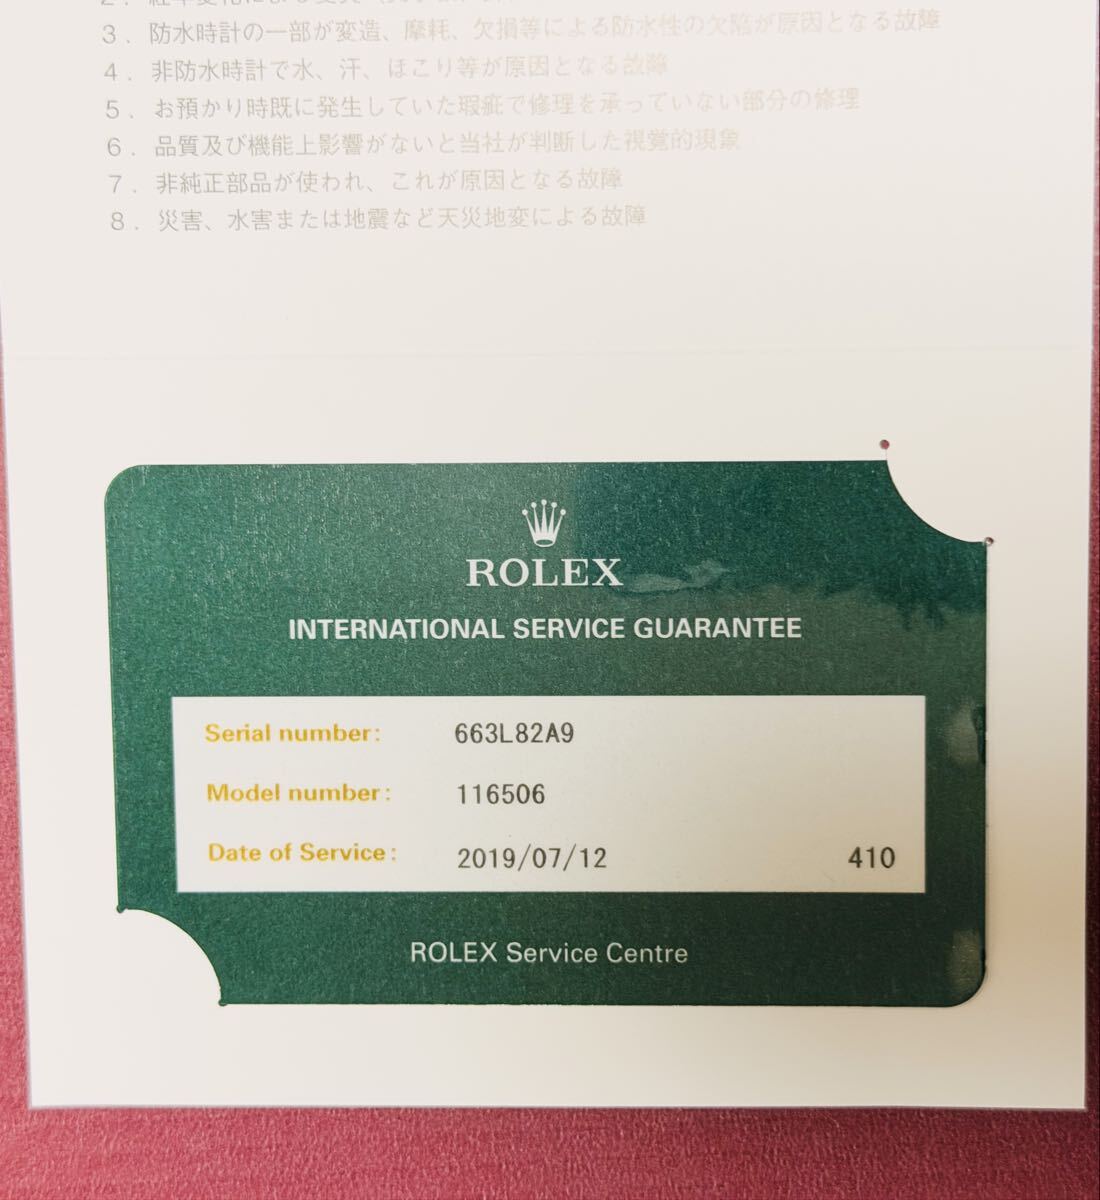 3．防水時計の一部が変造、摩耗、欠損等による防水性の欠陥が原因となる故障
4．非防水時計で水、汗、ほこり等が原因となる故障
5．お預かり時既に発生していた瑕疵で修理を承っていない部分の修理
6．品質及び機能上影響がないと当社が判断した視覚的現象
7．非純正部品が使われ、これが原因となる故障
8．災害、水害または地震など天災地変による故障
ROLEX
INTERNATIONAL SERVICE GUARANTEE
Serial number: 663L82A9
Model number: 116506
Date of Service: 2019/07/12 410
ROLEX Service Centre